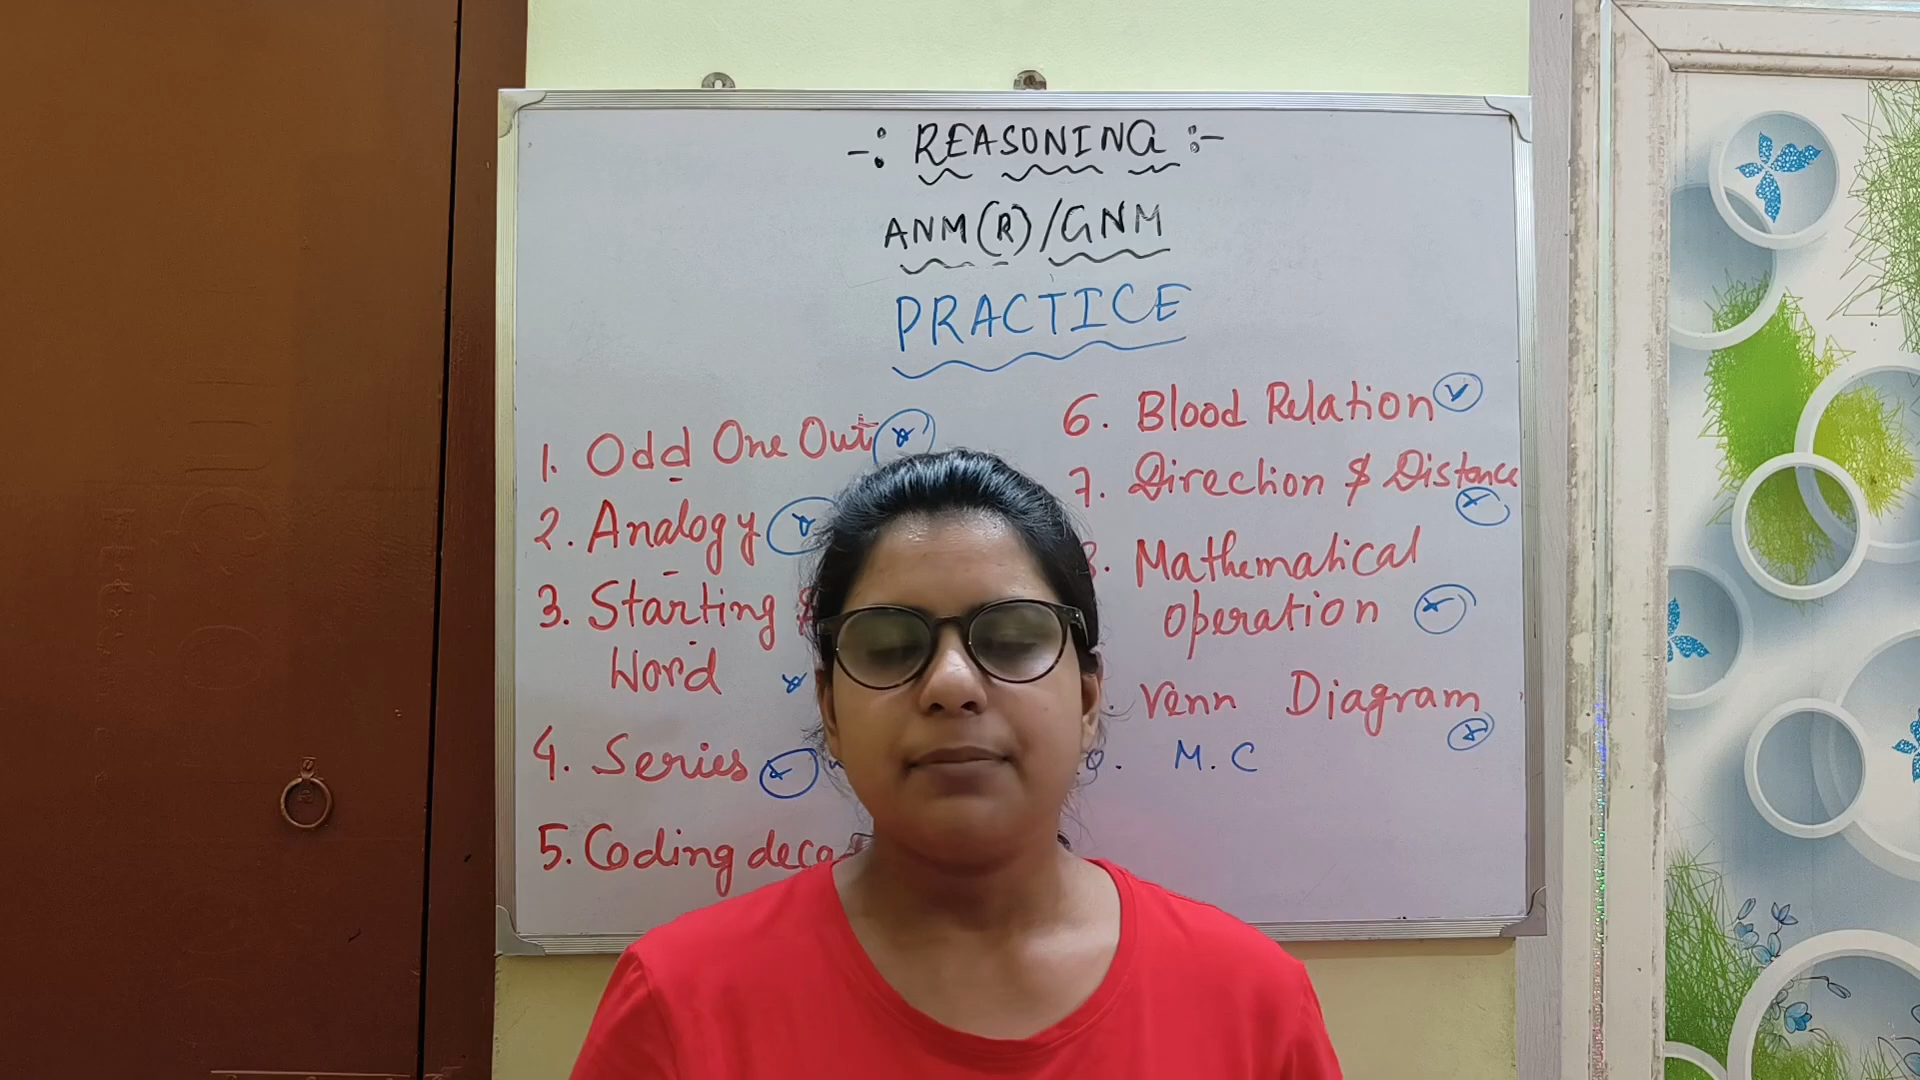 -: REASONING :-
ANM(R)/GNM
PRACTICE
1. Odd One Out
2. Analogy
3. Starting
Word
4. Series
5. Coding
6. Blood Relation
7. Direction & Distance
Mathematical
operation
Venn Diagram
M.C